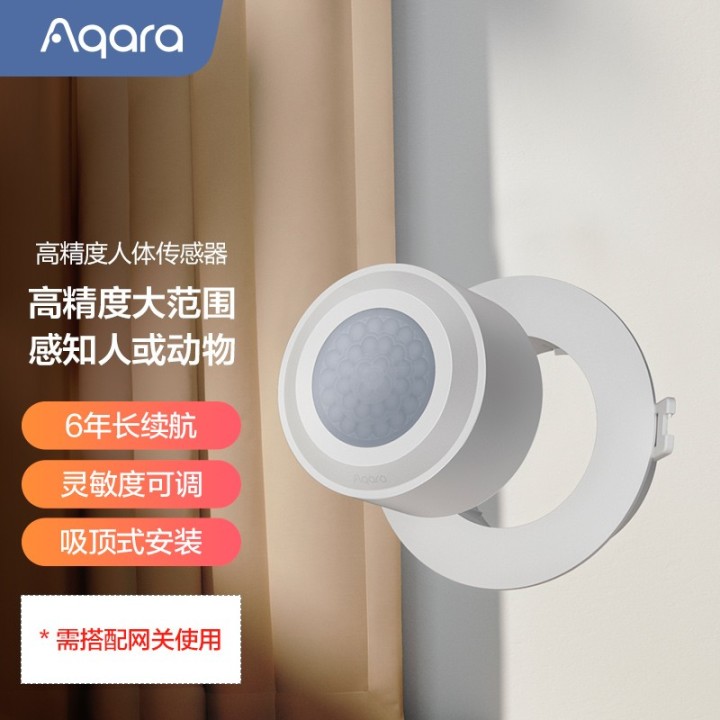 Aqara
高精度人体传感器
高精度大范围
感知人或动物
6年长续航
灵敏度可调
吸顶式安装
* 需搭配网关使用
Aqara